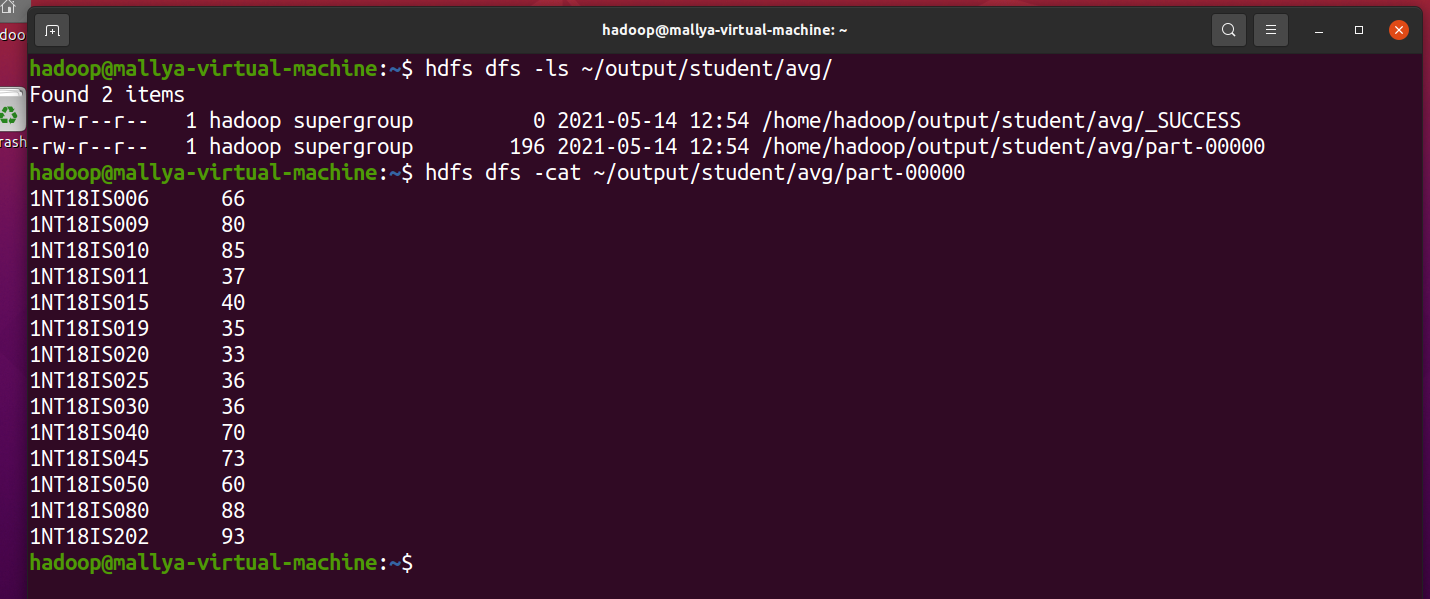 hadoop@mallya-virtual-machine: ~
doo
rash
hadoop@mallya-virtual-machine:~$ hdfs dfs -ls ~/output/student/avg/
Found 2 items
-rw-r--r--   1 hadoop supergroup          0 2021-05-14 12:54 /home/hadoop/output/student/avg/_SUCCESS
-rw-r--r--   1 hadoop supergroup        196 2021-05-14 12:54 /home/hadoop/output/student/avg/part-00000
hadoop@mallya-virtual-machine:~$ hdfs dfs -cat ~/output/student/avg/part-00000
1NT18IS006      66
1NT18IS009      80
1NT18IS010      85
1NT18IS011      37
1NT18IS015      40
1NT18IS019      35
1NT18IS020      33
1NT18IS025      36
1NT18IS030      36
1NT18IS040      70
1NT18IS045      73
1NT18IS050      60
1NT18IS080      88
1NT18IS202      93
hadoop@mallya-virtual-machine:~$